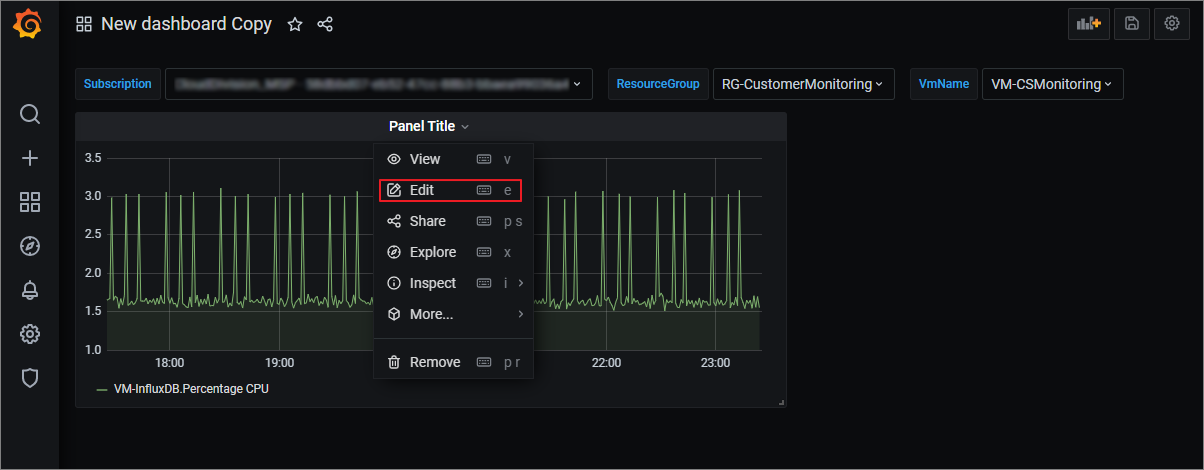 New dashboard Copy
Subscription
ResourceGroup RG-CustomerMonitoring
VmName VM-CSMonitoring
Panel Title
3.5
3.0
2.5
2.0
1.5
1.0
18:00 19:00 22:00 23:00
VM-InfluxDB.Percentage CPU
View v
Edit e
Share p s
Explore x
Inspect i
More...
Remove p r